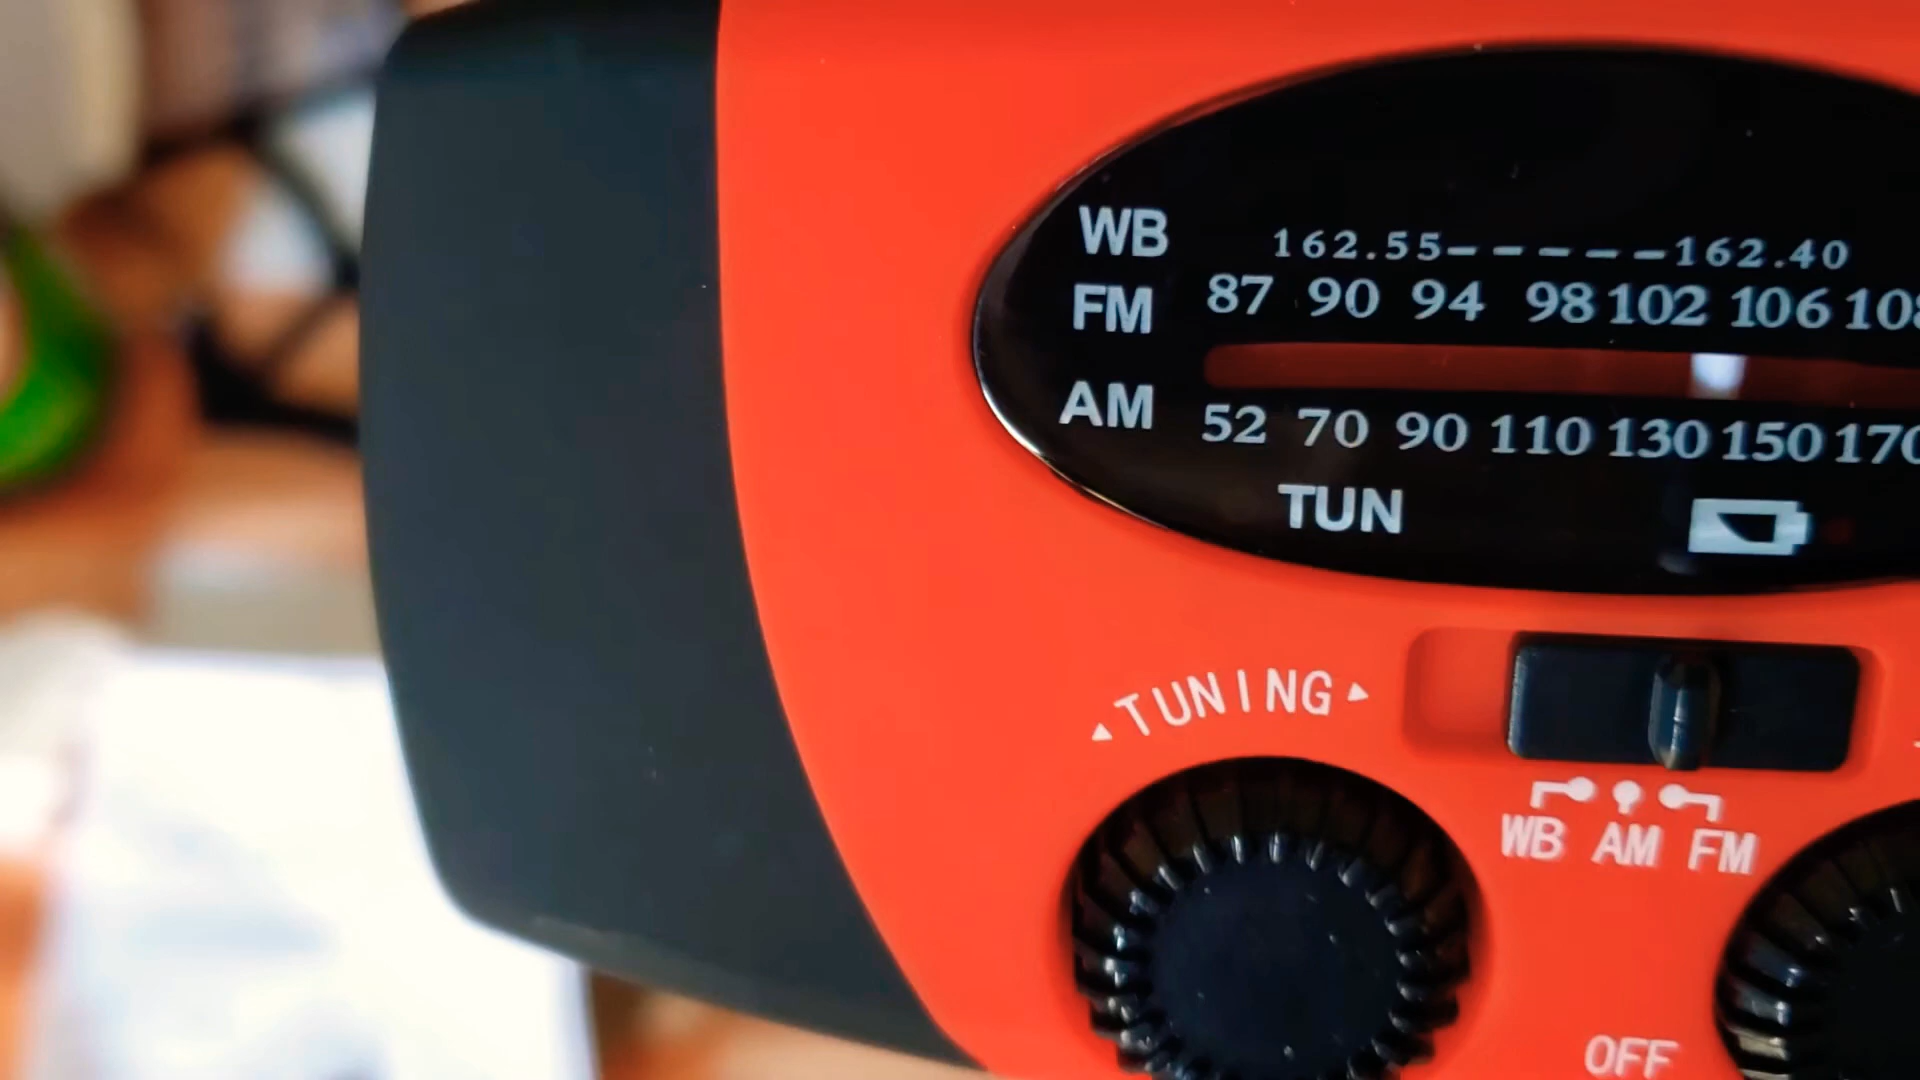 WB 162.55-----162.40
FM 87 90 94 98 102 106 108
AM 52 70 90 110 130 150 170
TUN
TUNING
WB AM FM
OFF